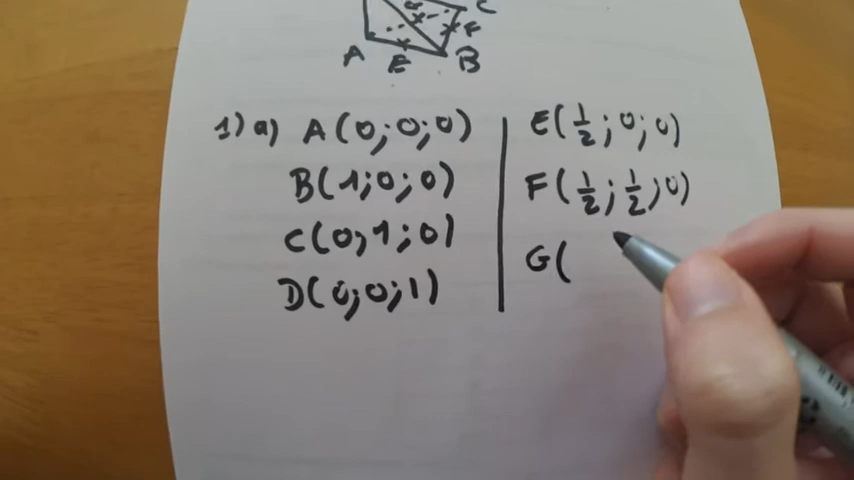 G C
F
A E B
1) a) A(0;0;0)
B(1;0;0)
C(0;1;0)
D(0;0;1)
E(1/2;0;0)
F(1/2;1/2;0)
G(